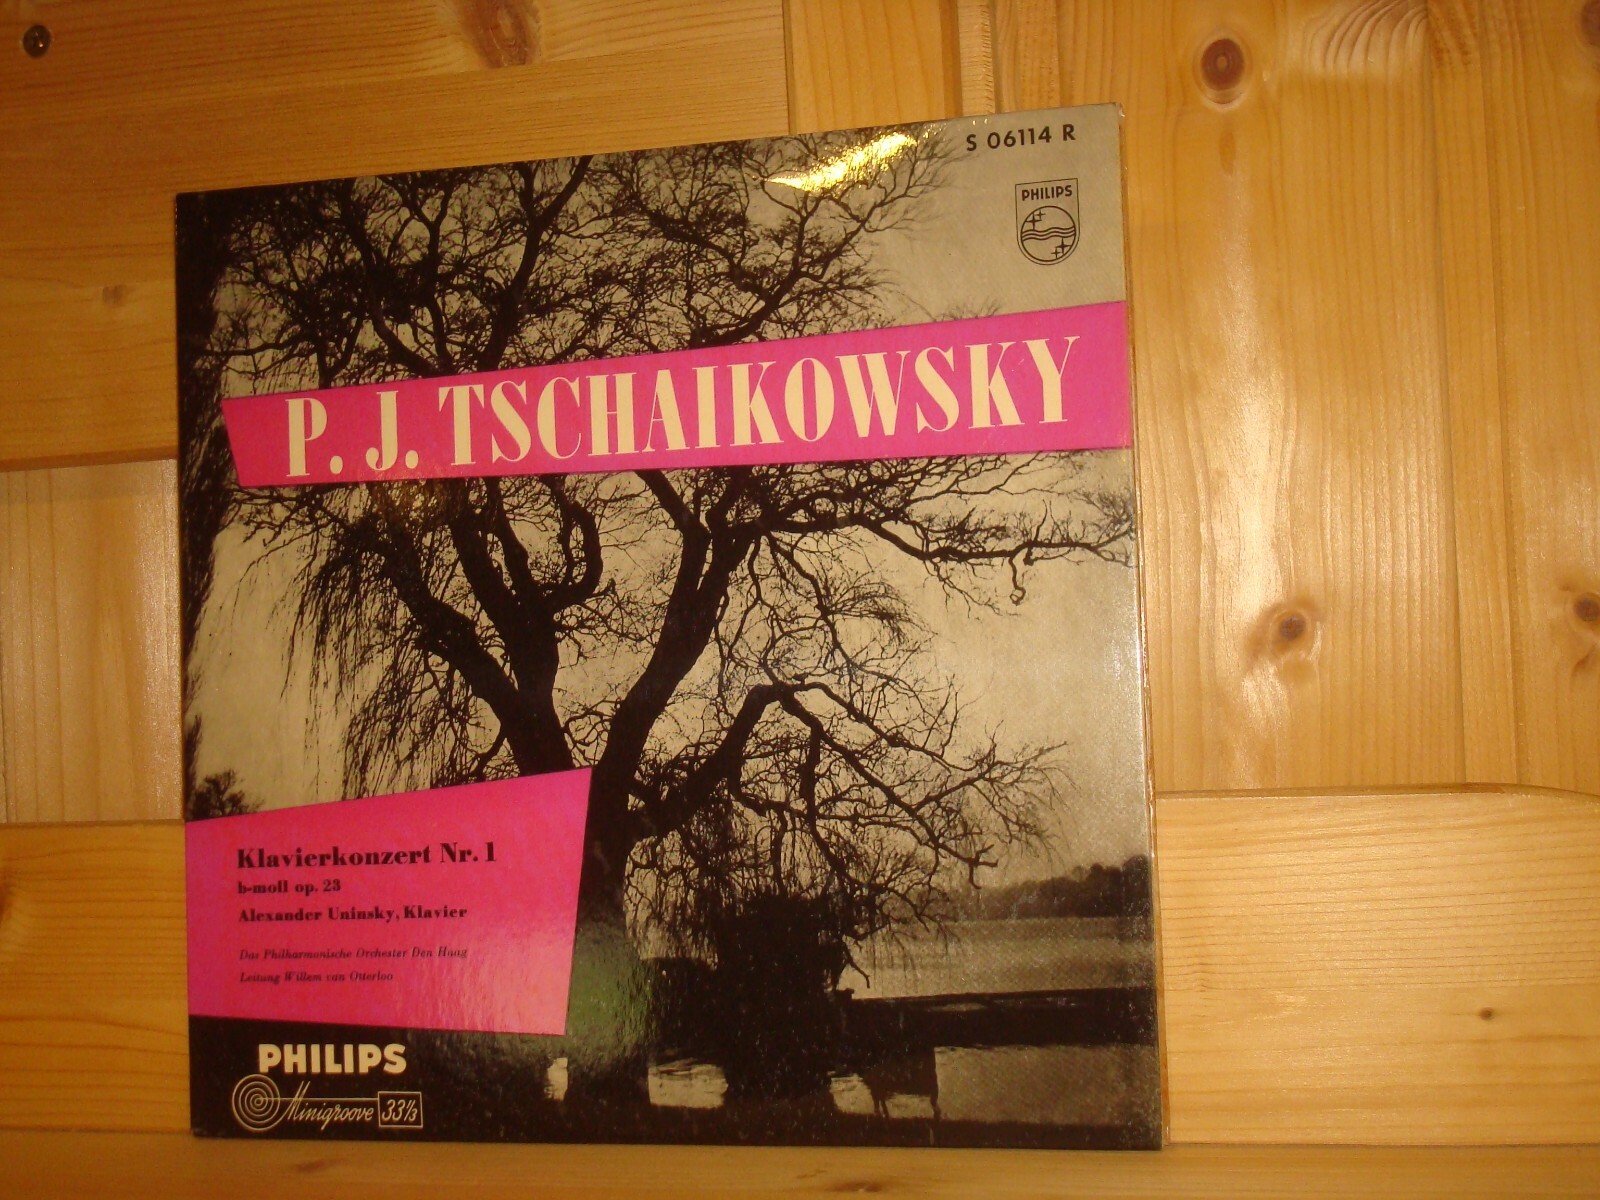 S 06114 R
PHILIPS
P. J. TSCHAIKOWSKY
Klavierkonzert Nr. 1
b-moll op. 23
Alexander Uninsky, Klavier
Das Philharmonische Orchester Den Haag
Leitung Willem van Otterloo
PHILIPS
Minigroove 33⅓